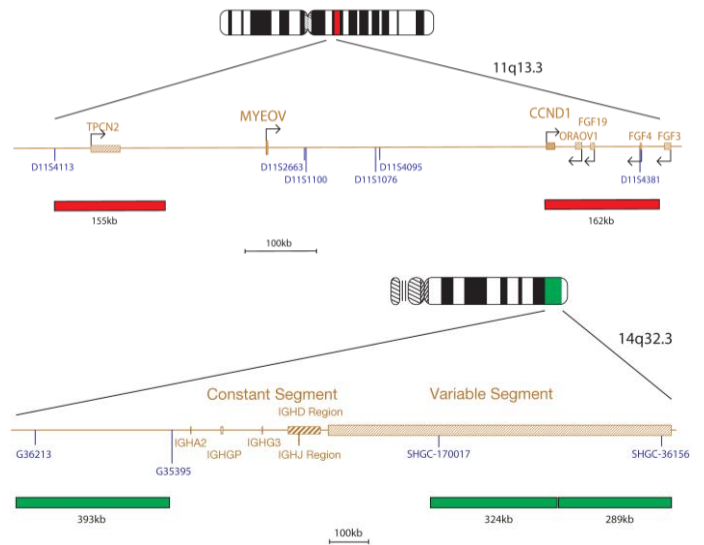 11q13.3
TPCN2
MYEOV
CCND1
FGF19
ORAOV1
FGF4
FGF3
D11S4113
D11S2663
D11S1100
D11S4095
D11S1076
D11S4381
155kb
162kb
100kb
14q32.3
Constant Segment
Variable Segment
IGHD Region
IGHA2
IGHG3
IGHJ Region
IGHGP
G36213
G35395
SHGC-170017
SHGC-36156
393kb
324kb
289kb
100kb